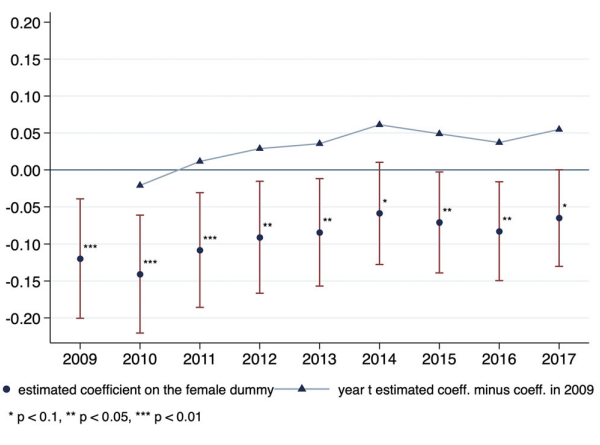 0.20
0.15
0.10
0.05
0.00
-0.05
-0.10
-0.15
-0.20
*** *** *** ** ** * ** ** *
2009 2010 2011 2012 2013 2014 2015 2016 2017
estimated coefficient on the female dummy year t estimated coeff. minus coeff. in 2009
* p < 0.1, ** p < 0.05, *** p < 0.01